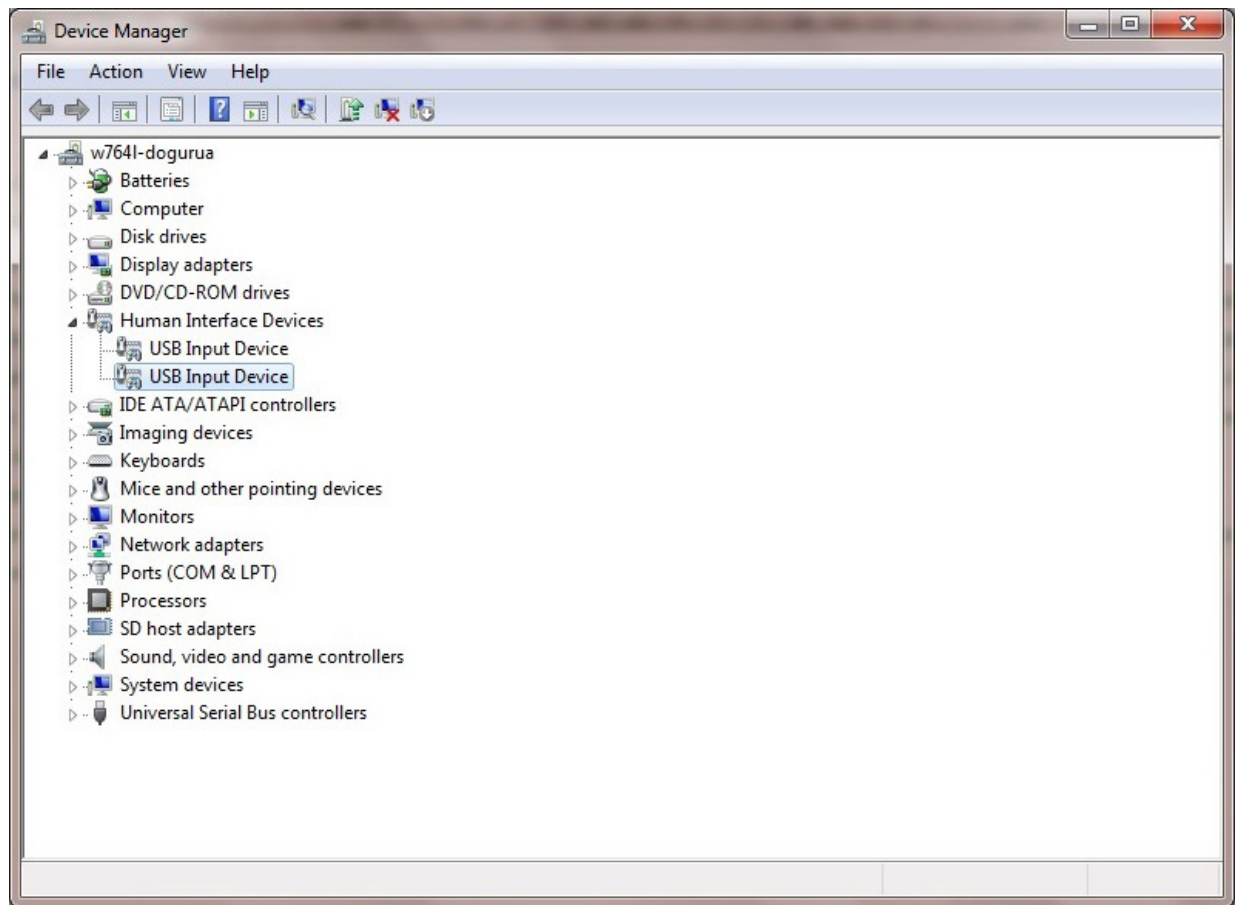 Device Manager
File Action View Help
w764l-dogurua
Batteries
Computer
Disk drives
Display adapters
DVD/CD-ROM drives
Human Interface Devices
USB Input Device
USB Input Device
IDE ATA/ATAPI controllers
Imaging devices
Keyboards
Mice and other pointing devices
Monitors
Network adapters
Ports (COM & LPT)
Processors
SD host adapters
Sound, video and game controllers
System devices
Universal Serial Bus controllers